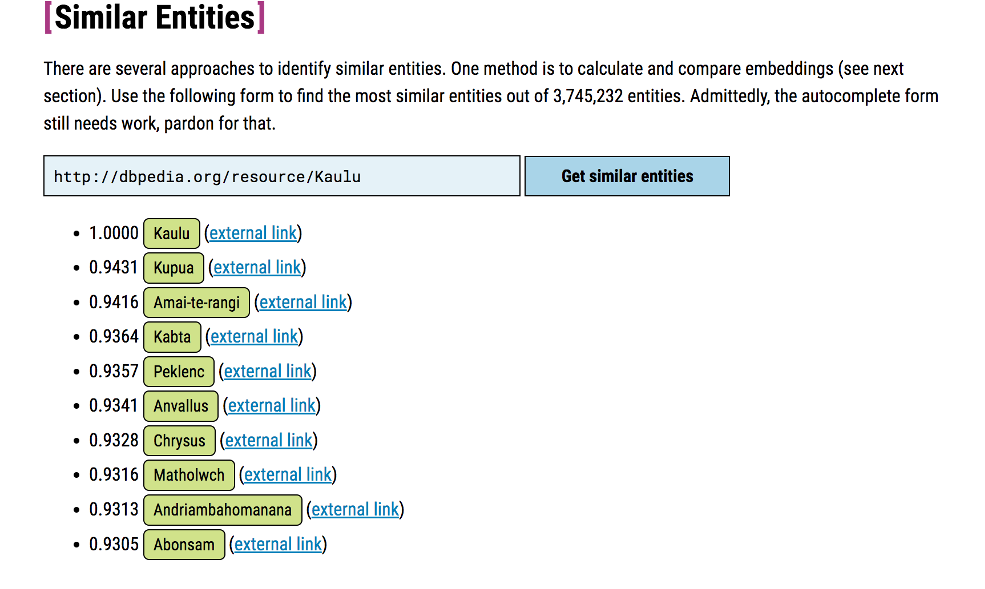 [Similar Entities]
There are several approaches to identify similar entities. One method is to calculate and compare embeddings (see next
section). Use the following form to find the most similar entities out of 3,745,232 entities. Admittedly, the autocomplete form
still needs work, pardon for that.
http://dbpedia.org/resource/Kaulu Get similar entities
• 1.0000 Kaulu (external link)
• 0.9431 Kupua (external link)
• 0.9416 Amai-te-rangi (external link)
• 0.9364 Kabta (external link)
• 0.9357 Peklenc (external link)
• 0.9341 Anvallus (external link)
• 0.9328 Chrysus (external link)
• 0.9316 Matholwch (external link)
• 0.9313 Andriambahomanana (external link)
• 0.9305 Abonsam (external link)